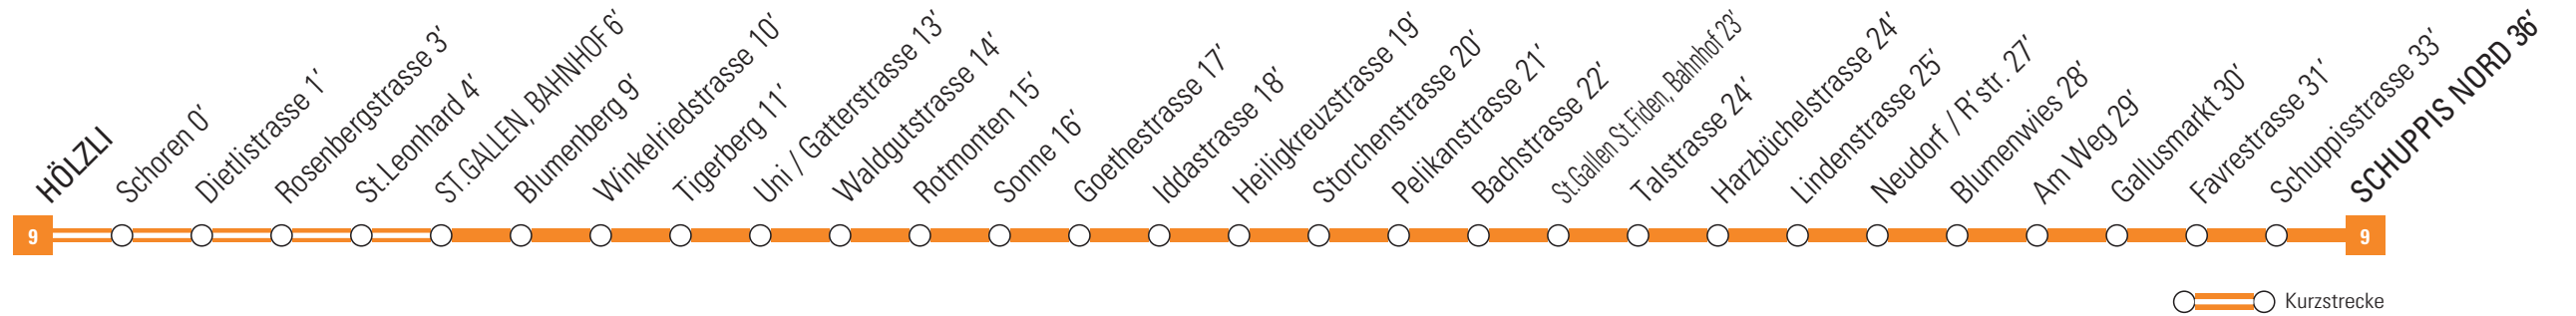 HÖLZLI
Schoren 0'
Dietlistrasse 1'
Rosenbergstrasse 3'
St.Leonhard 4'
ST.GALLEN, BAHNHOF 6'
Blumenberg 9'
Winkelriedstrasse 10'
Tigerberg 11'
Uni / Gatterstrasse 13'
Waldgutstrasse 14'
Rotmonten 15'
Sonne 16'
Goethestrasse 17'
Iddastrasse 18'
Heiligkreuzstrasse 19'
Storchenstrasse 20'
Pelikanstrasse 21'
Bachstrasse 22'
St.Gallen St.Fiden, Bahnhof 23'
Talstrasse 24'
Harzbüchelstrasse 24'
Lindenstrasse 25'
Neudorf / R'str. 27'
Blumenwies 28'
Am Weg 29'
Gallusmarkt 30'
Favrestrasse 31'
Schuppisstrasse 33'
SCHUPPIS NORD 36'
9
9
Kurzstrecke